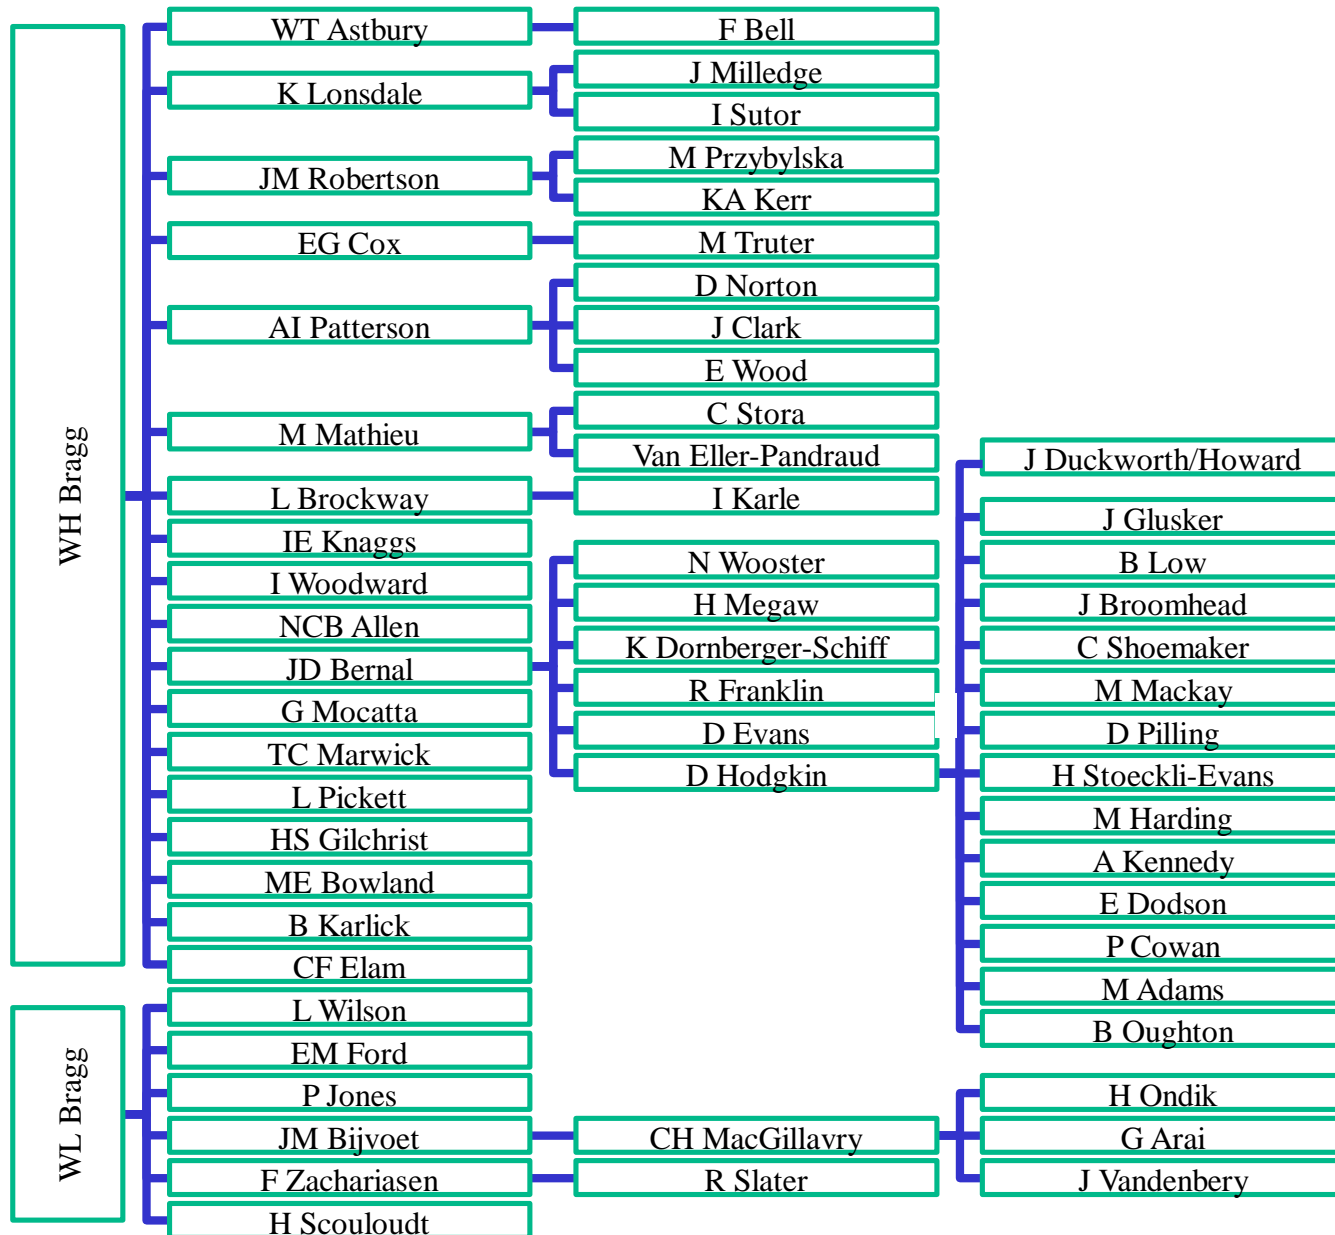 WH Bragg
WT Astbury
F Bell
K Lonsdale
J Milledge
I Sutor
JM Robertson
M Przybylska
KA Kerr
EG Cox
M Truter
AI Patterson
D Norton
J Clark
E Wood
M Mathieu
C Stora
Van Eller-Pandraud
L Brockway
I Karle
IE Knaggs
I Woodward
NCB Allen
JD Bernal
N Wooster
H Megaw
K Dornberger-Schiff
R Franklin
D Evans
D Hodgkin
J Duckworth/Howard
J Glusker
B Low
J Broomhead
C Shoemaker
M Mackay
D Pilling
H Stoeckli-Evans
M Harding
A Kennedy
E Dodson
P Cowan
M Adams
B Oughton
G Mocatta
TC Marwick
L Pickett
HS Gilchrist
ME Bowland
B Karlick
CF Elam
WL Bragg
L Wilson
EM Ford
P Jones
JM Bijvoet
CH MacGillavry
H Ondik
G Arai
J Vandenbery
F Zachariasen
R Slater
H Scouloudt